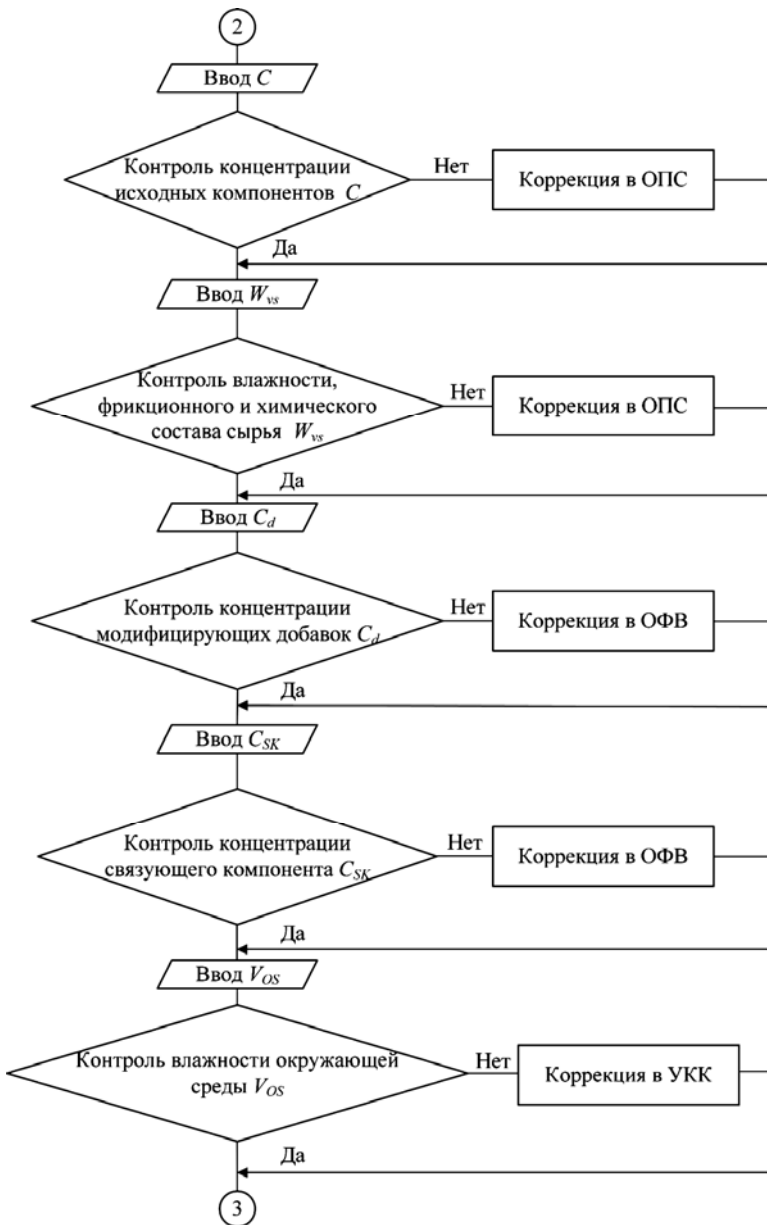 2
Ввод C
Контроль концентрации
исходных компонентов C
Нет
Коррекция в ОПС
Да
Ввод Wvs
Контроль влажности,
фрикционного и химического
состава сырья Wvs
Нет
Коррекция в ОПС
Да
Ввод Cd
Контроль концентрации
модифицирующих добавок Cd
Нет
Коррекция в ОФВ
Да
Ввод CSK
Контроль концентрации
связующего компонента CSK
Нет
Коррекция в ОФВ
Да
Ввод VOS
Контроль влажности окружающей
среды VOS
Нет
Коррекция в УКК
Да
3